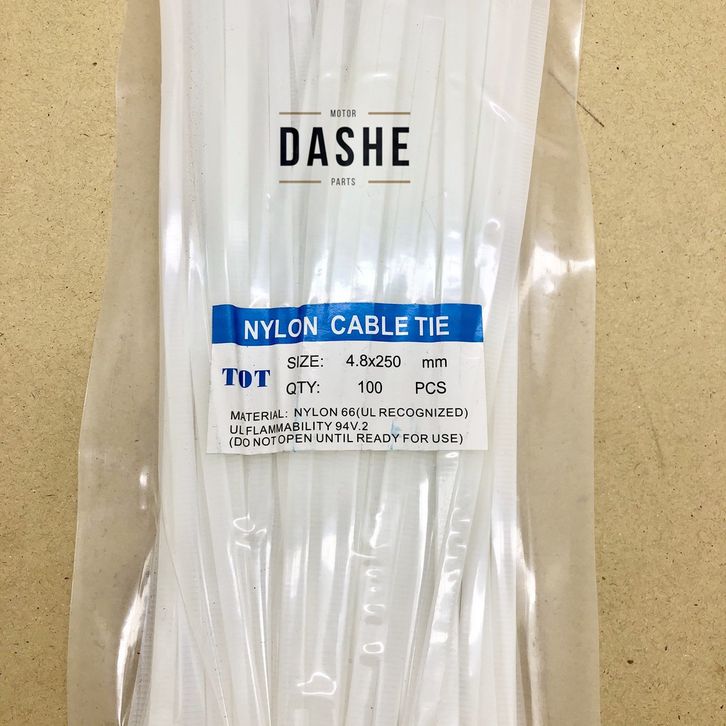 MOTOR
DASHE
PARTS
NYLON CABLE TIE
TOT
SIZE: 4.8x250 mm
QTY: 100 PCS
MATERIAL: NYLON 66(UL RECOGNIZED)
UL FLAMMABILITY 94V.2
(DO NOT OPEN UNTIL READY FOR USE)